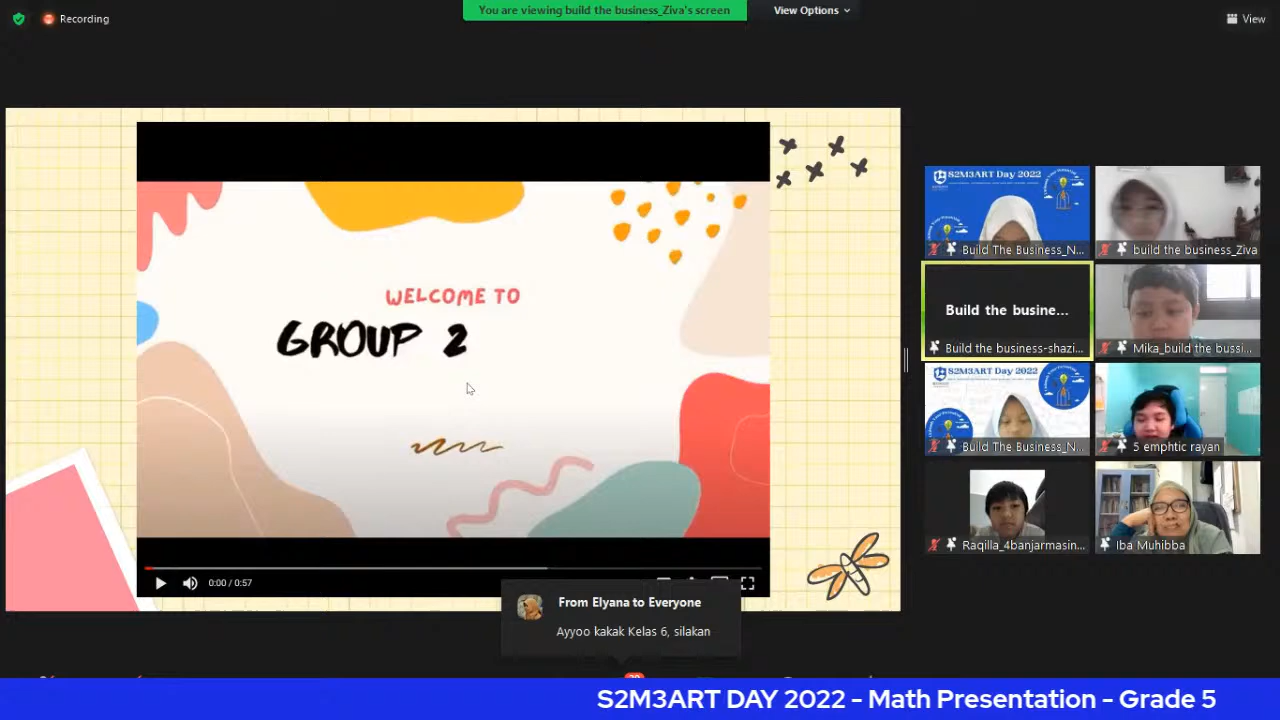 Recording
You are viewing build the business_Ziva's screen
View Options
View
WELCOME TO
GROUP 2
0:00 / 0:57
From Elyana to Everyone
Ayyoo kakak Kelas 6, silakan
S2M3ART Day 2022
Build The Business_N...
build the business_Ziva
Build the busine...
Build the business-shazi...
Mika_build the bussi...
S2M3ART Day 2022
Build The Business_N...
5 emphtic rayan
Raqilla_4banjarmasin...
Iba Muhibba
S2M3ART DAY 2022 - Math Presentation - Grade 5